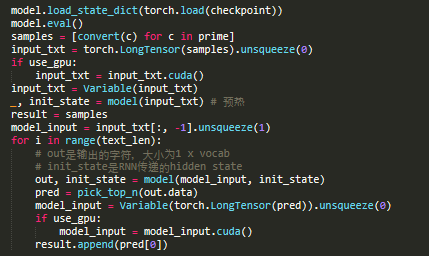 model.load_state_dict(torch.load(checkpoint))
model.eval()
samples = [convert(c) for c in prime]
input_txt = torch.LongTensor(samples).unsqueeze(0)
if use_gpu:
    input_txt = input_txt.cuda()
input_txt = Variable(input_txt)
_, init_state = model(input_txt) # 预热
result = samples
model_input = input_txt[:, -1].unsqueeze(1)
for i in range(text_len):
    # out是输出的字符，大小为1 x vocab
    # init_state是RNN传递的hidden state
    out, init_state = model(model_input, init_state)
    pred = pick_top_n(out.data)
    model_input = Variable(torch.LongTensor(pred)).unsqueeze(0)
    if use_gpu:
        model_input = model_input.cuda()
    result.append(pred[0])